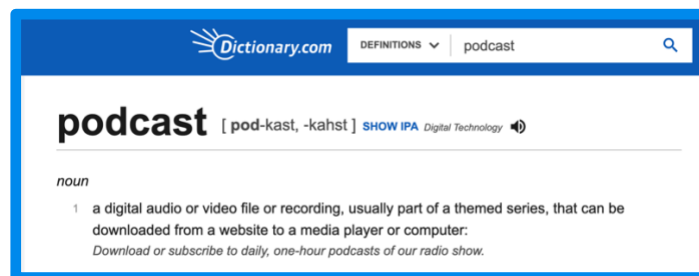 Dictionary.com DEFINITIONS podcast
podcast [ pod-kast, -kahst ] SHOW IPA Digital Technology
noun
1 a digital audio or video file or recording, usually part of a themed series, that can be
downloaded from a website to a media player or computer:
Download or subscribe to daily, one-hour podcasts of our radio show.